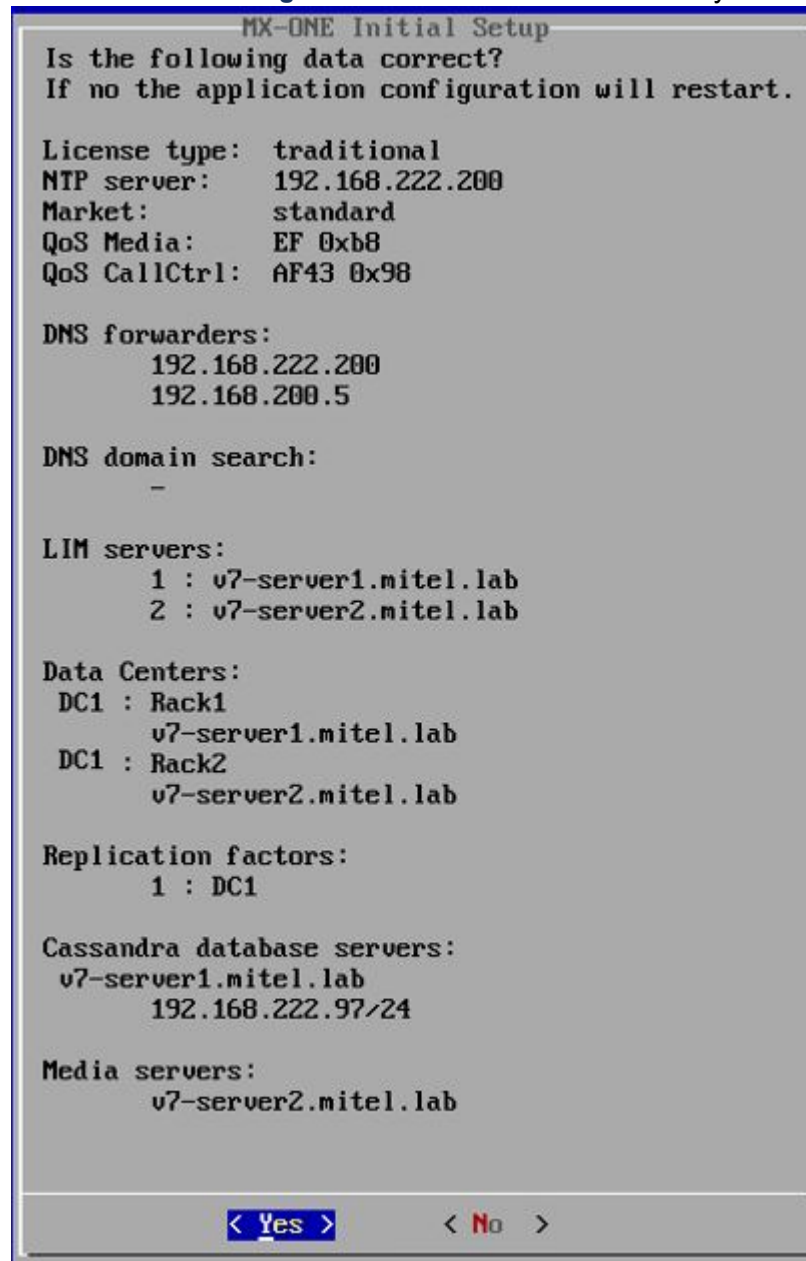 MX-ONE Initial Setup
Is the following data correct?
If no the application configuration will restart.
License type: traditional
NTP server: 192.168.222.200
Market: standard
QoS Media: EF 0xb8
QoS CallCtrl: AF43 0x98
DNS forwarders:
192.168.222.200
192.168.200.5
DNS domain search:
-
LIM servers:
1 : v7-server1.mitel.lab
2 : v7-server2.mitel.lab
Data Centers:
DC1 : Rack1
v7-server1.mitel.lab
DC1 : Rack2
v7-server2.mitel.lab
Replication factors:
1 : DC1
Cassandra database servers:
v7-server1.mitel.lab
192.168.222.97/24
Media servers:
v7-server2.mitel.lab
< Yes > < No >